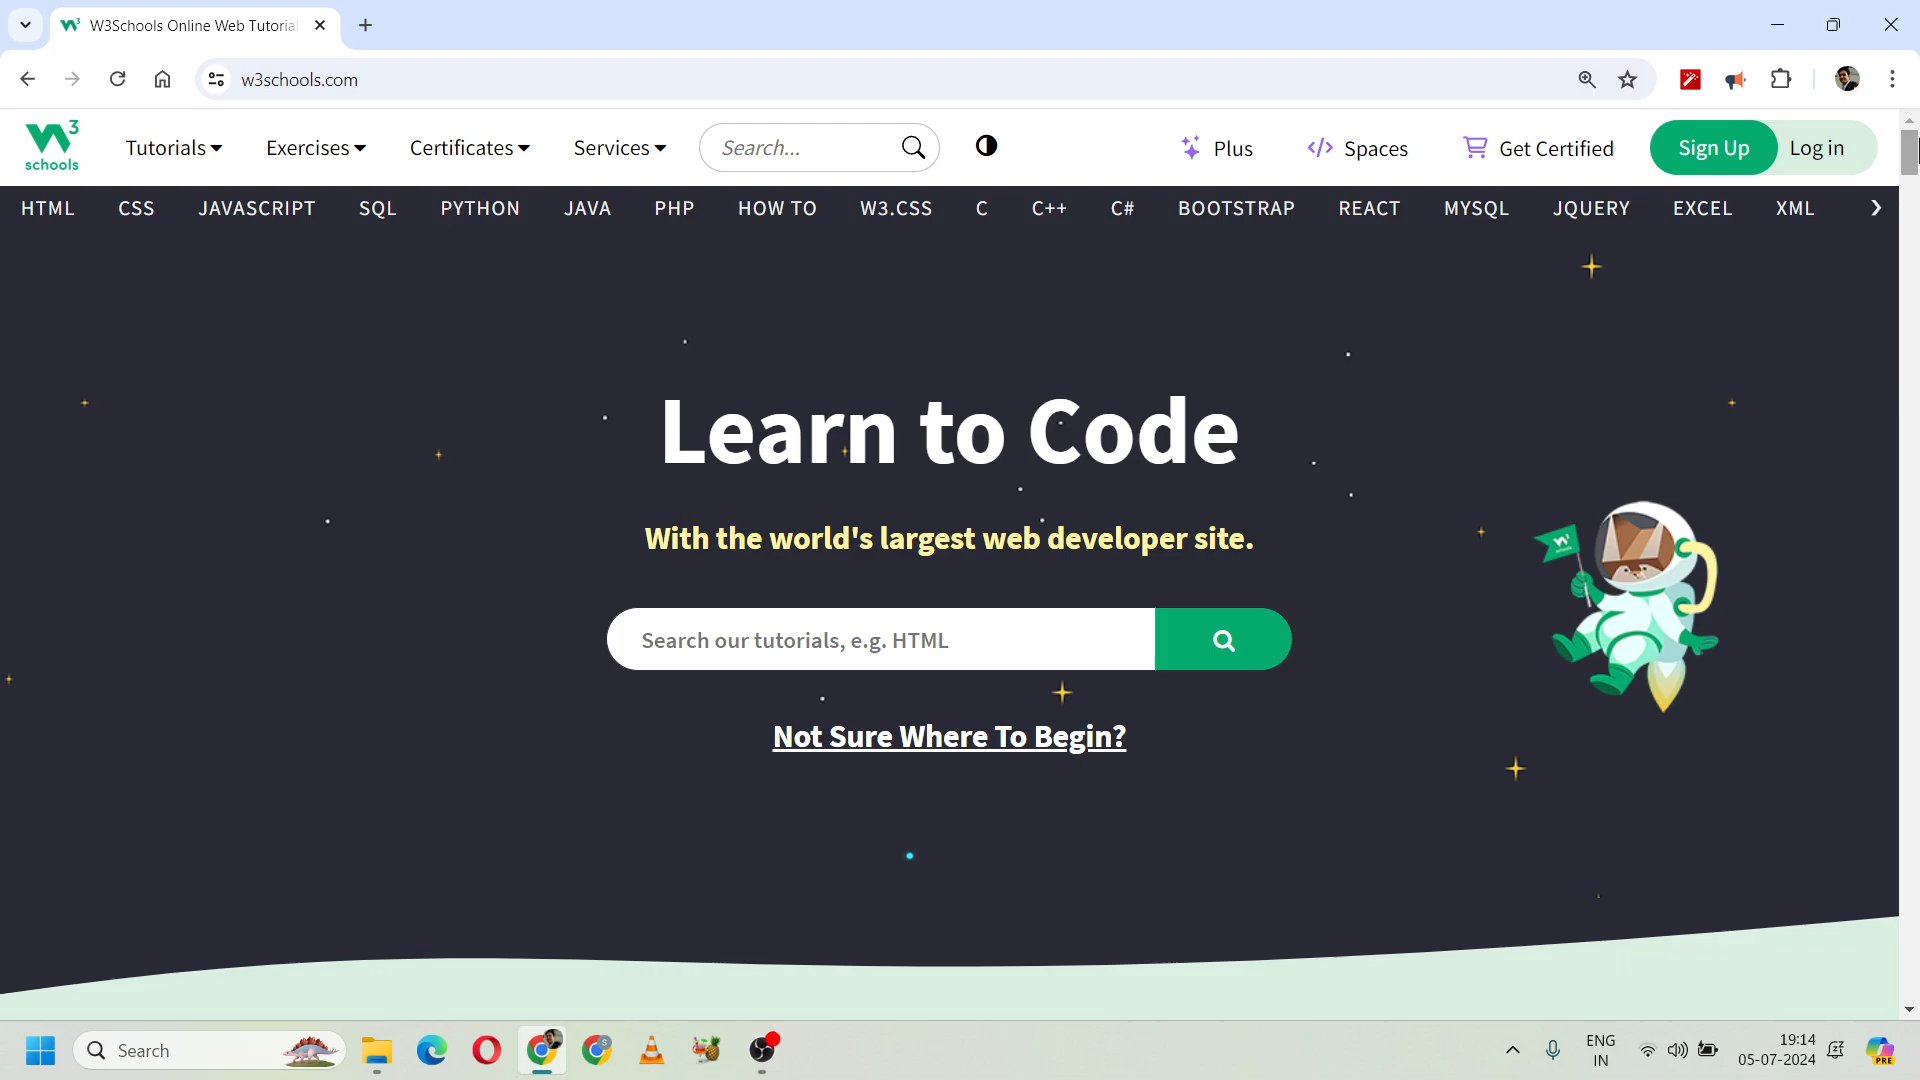 W3Schools Online Web Tutorial
w3schools.com
W3 schools
Tutorials Exercises Certificates Services Search... Plus Spaces Get Certified Sign Up Log in
HTML CSS JAVASCRIPT SQL PYTHON JAVA PHP HOW TO W3.CSS C C++ C# BOOTSTRAP REACT MYSQL JQUERY EXCEL XML
Learn to Code
With the world's largest web developer site.
Search our tutorials, e.g. HTML
Not Sure Where To Begin?
Search
ENG
IN
19:14
05-07-2024
PRE